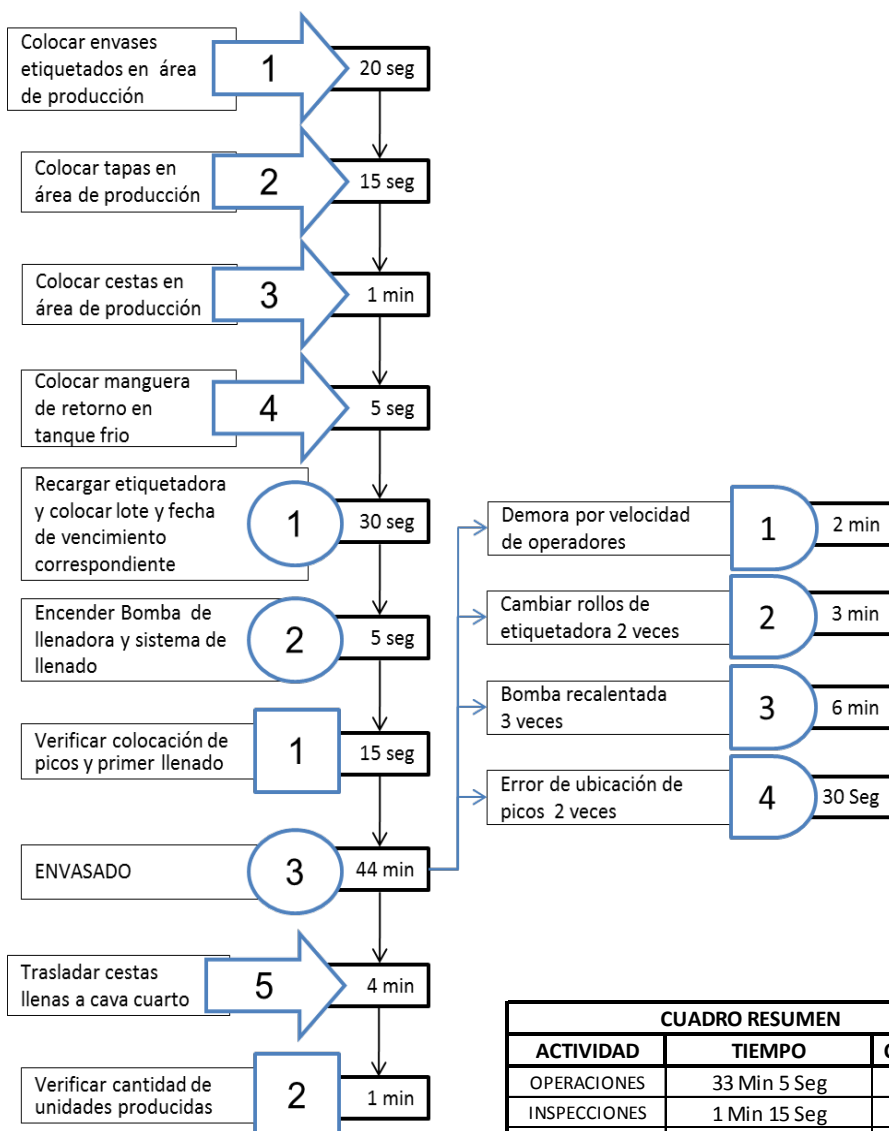 Colocar envases
etiquetados en área
de producción
1
20 seg
Colocar tapas en
área de producción
2
15 seg
Colocar cestas en
área de producción
3
1 min
Colocar manguera
de retorno en
tanque frio
4
5 seg
Recargar etiquetadora
y colocar lote y fecha
de vencimiento
correspondiente
1
30 seg
Encender Bomba de
llenadora y sistema de
llenado
2
5 seg
Verificar colocación de
picos y primer llenado
1
15 seg
ENVASADO
3
44 min
Demora por velocidad
de operadores
1
2 min
Cambiar rollos de
etiquetadora 2 veces
2
3 min
Bomba recalentada
3 veces
3
6 min
Error de ubicación de
picos 2 veces
4
30 Seg
Trasladar cestas
llenas a cava cuarto
5
4 min
Verificar cantidad de
unidades producidas
2
1 min
CUADRO RESUMEN
ACTIVIDAD TIEMPO
OPERACIONES 33 Min 5 Seg
INSPECCIONES 1 Min 15 Seg